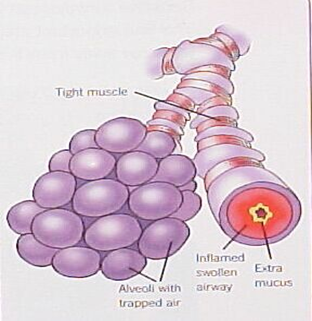 Tight muscle
Alveoli with
trapped air
Inflamed
swollen
airway
Extra
mucus